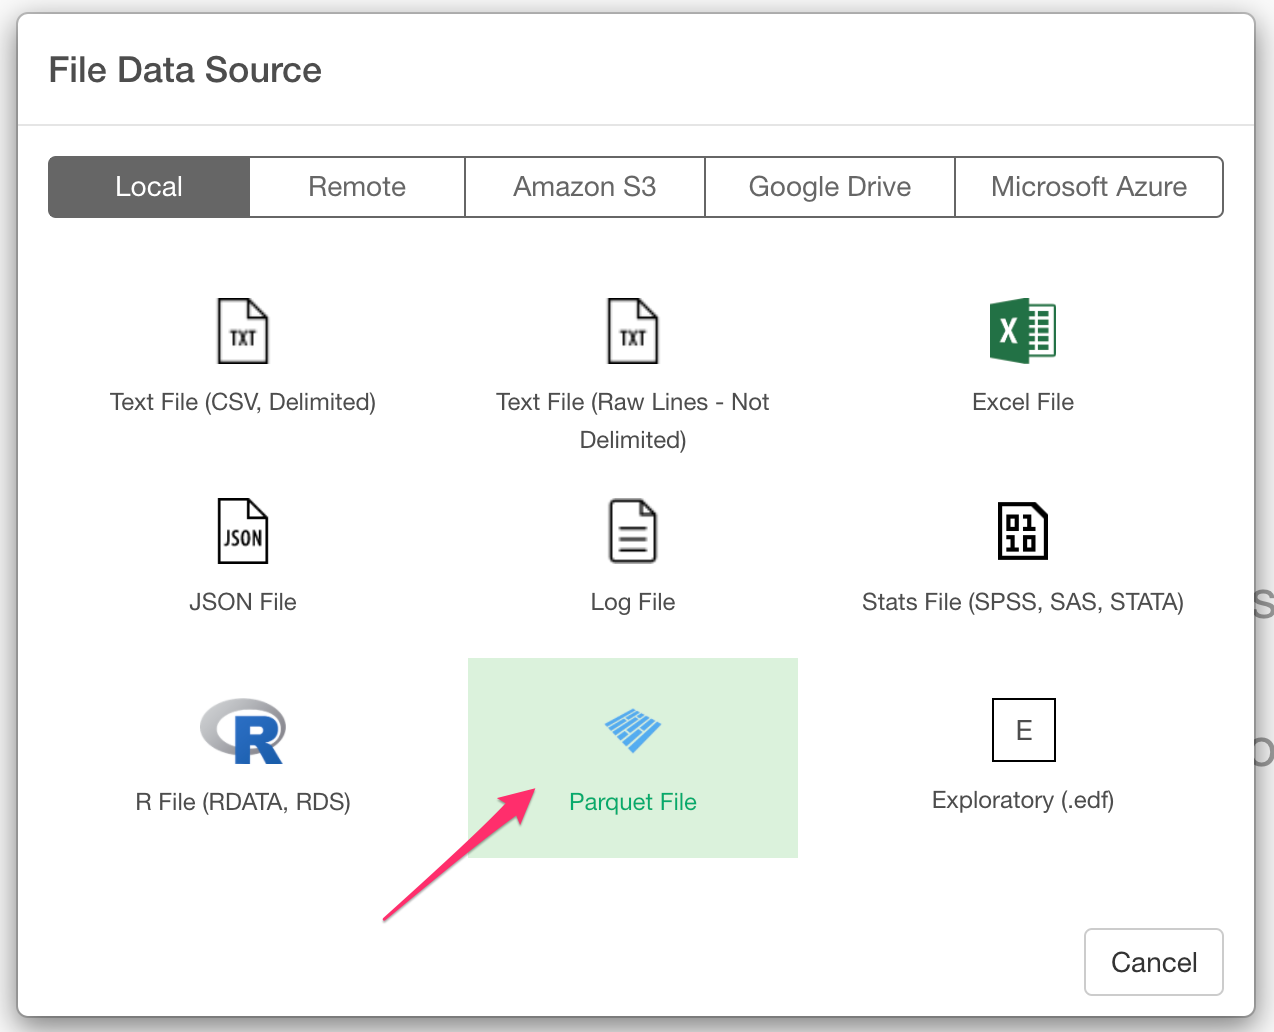 File Data Source
Local
Remote
Amazon S3
Google Drive
Microsoft Azure
TXT
TXT
X
Text File (CSV, Delimited)
Text File (Raw Lines - Not
Delimited)
Excel File
JSON
01
10
JSON File
Log File
Stats File (SPSS, SAS, STATA)
s
R
E
o
R File (RDATA, RDS)
Parquet File
Exploratory (.edf)
Cancel